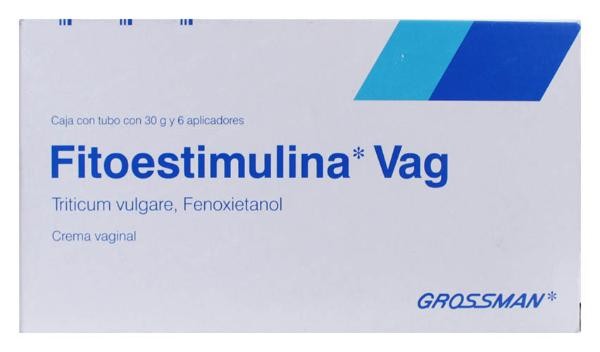 Caja con tubo con 30 g y 6 aplicadores
Fitoestimulina* Vag
Triticum vulgare, Fenoxietanol
Crema vaginal
GROSSMAN*